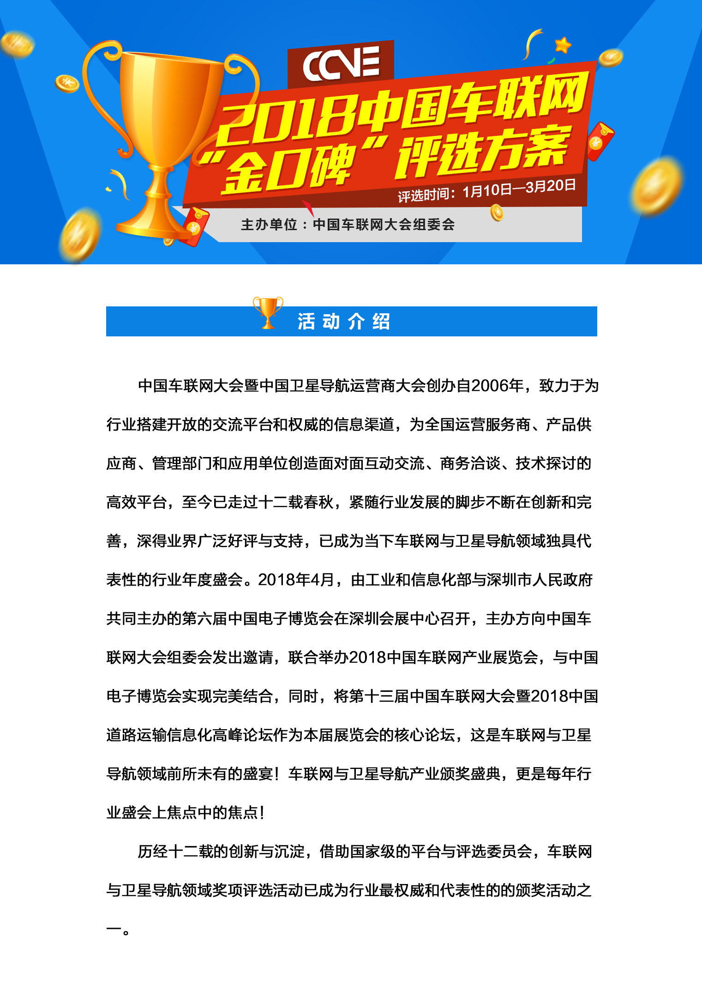 CCVE
2018中国车联网
“金口碑”评选方案
评选时间：1月10日—3月20日
主办单位：中国车联网大会组委会
活动介绍
中国车联网大会暨中国卫星导航运营商大会创办自2006年，致力于为
行业搭建开放的交流平台和权威的信息渠道，为全国运营服务商、产品供
应商、管理部门和应用单位创造面对面互动交流、商务洽谈、技术探讨的
高效平台，至今已走过十二载春秋，紧随行业发展的脚步不断在创新和完
善，深得业界广泛好评与支持，已成为当下车联网与卫星导航领域独具代
表性的行业年度盛会。2018年4月，由工业和信息化部与深圳市人民政府
共同主办的第六届中国电子博览会在深圳会展中心召开，主办方向中国车
联网大会组委会发出邀请，联合举办2018中国车联网产业展览会，与中国
电子博览会实现完美结合，同时，将第十三届中国车联网大会暨2018中国
道路运输信息化高峰论坛作为本届展览会的核心论坛，这是车联网与卫星
导航领域前所未有的盛宴！车联网与卫星导航产业颁奖盛典，更是每年行
业盛会上焦点中的焦点！
历经十二载的创新与沉淀，借助国家级的平台与评选委员会，车联网
与卫星导航领域奖项评选活动已成为行业最权威和代表性的的颁奖活动之
一。